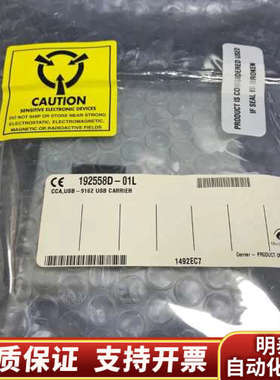 CAUTION
SENSITIVE ELECTRONIC DEVICES
DO NOT SHIP OR STORE NEAR STRONG
ELECTROSTATIC, ELECTROMAGNETIC,
MAGNETIC OR RADIOACTIVE FIELDS
PRODUCT IS CONSIDERED USED
IF SEAL IS BROKEN
CE 192558D-01L
CCA,USB-9162 USB CARRIER
1492EC7
Carrier - PRODUCT
质保证 支持
明
自动化